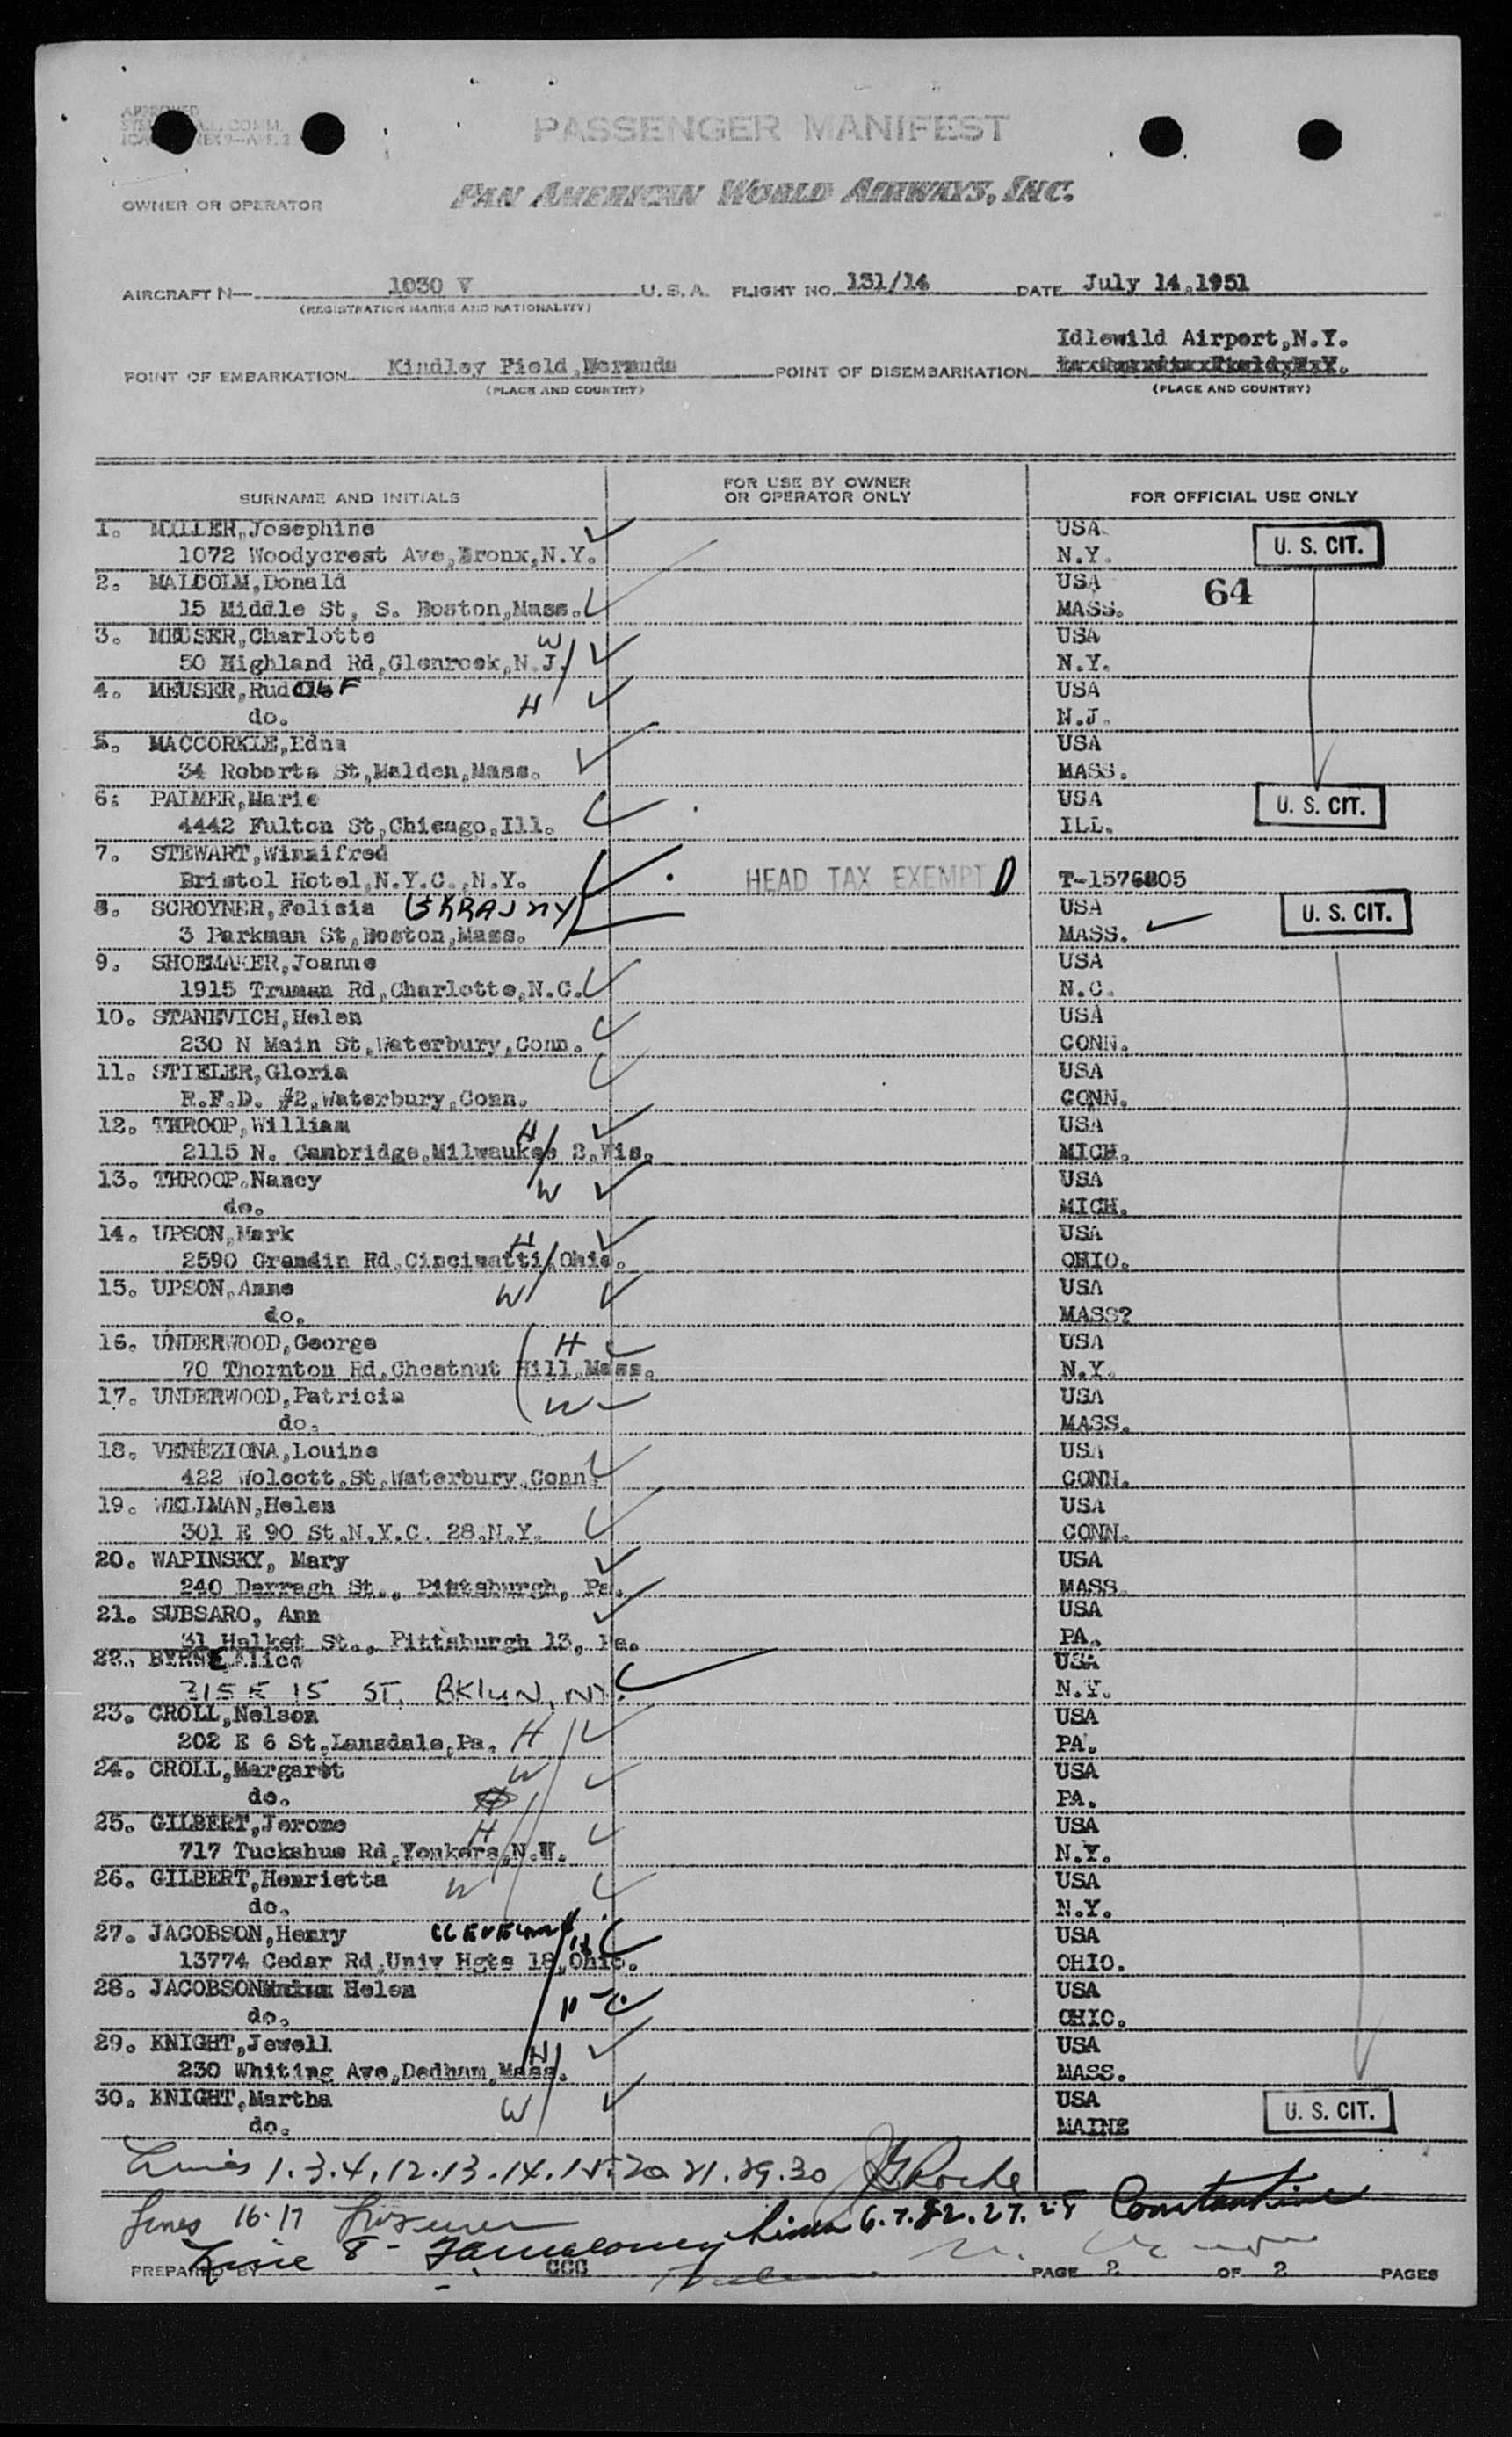 PASSENGER MANIFEST
PAN AMERICAN WORLD AIRWAYS, INC.
OWNER OR OPERATOR
AIRCRAFT N— 1030 V U.S.A. FLIGHT NO. 131/14 DATE July 14,1951
(REGISTRATION MARKS AND NATIONALITY)
Idlewild Airport,N.Y.
POINT OF EMBARKATION Kindley Field,Bermuda POINT OF DISEMBARKATION
(PLACE AND COUNTRY) (PLACE AND COUNTRY)
SURNAME AND INITIALS FOR USE BY OWNER OR OPERATOR ONLY FOR OFFICIAL USE ONLY
1. MILLER,Josephine USA
1072 Woodycrest Ave,Bronx,N.Y. N.Y. U. S. CIT.
2. MALCOLM,Donald USA 64
15 Middle St, S. Boston,Mass. MASS.
3. MEUSER,Charlotte W USA
50 Highland Rd,Glenrock,N.J. N.Y.
4. MEUSER,Rudolf USA
do. H N.J.
5. MACCORKLE,Edna USA
34 Roberts St,Malden,Mass. MASS.
6. PALMER,Marie USA U. S. CIT.
4442 Fulton St,Chicago,Ill. ILL.
7. STEWART,Winnifred
Bristol Hotel,N.Y.C.,N.Y. HEAD TAX EXEMPT D T-1576805
8. SCROYNER,Felicia USA U. S. CIT.
3 Parkman St,Boston,Mass. MASS.
9. SHOEMAKER,Joanne USA
1915 Truman Rd,Charlotte,N.C. N.C.
10. STANEVICH,Helen USA
230 N Main St,Waterbury,Conn. CONN.
11. STIELER,Gloria USA
R.F.D. #2,Waterbury,Conn. CONN.
12. THROOP,William H USA
2115 N. Cambridge,Milwaukee 2,Wis. MICH.
13. THROOP,Nancy W USA
do. MICH.
14. UPSON,Mark H USA
2590 Grandin Rd,Cincinatti,Ohio. OHIO.
15. UPSON,Anne W USA
do. MASS?
16. UNDERWOOD,George H USA
70 Thornton Rd,Chestnut Hill,Mass. N.Y.
17. UNDERWOOD,Patricia W USA
do. MASS.
18. VENEZIONA,Louine USA
422 Wolcott,St,Waterbury,Conn. CONN.
19. WELLMAN,Helen USA
301 E 90 St,N.Y.C. 28,N.Y. CONN.
20. WAPINSKY, Mary USA
240 Darragh St., Pittsburgh, Pa. MASS
21. SUBSARO, Ann USA
31 Halket St., Pittsburgh 13, Pa. PA.
22. BYRNE Alice USA
315 E 15 ST. BKLYN, NY. N.Y.
23. CROLL,Nelson USA
202 E 6 St,Lansdale,Pa. H PA.
24. CROLL,Margaret W USA
do. PA.
25. GILBERT,Jerome H USA
717 Tuckahue Rd,Yonkers,N.Y. N.Y.
26. GILBERT,Henrietta W USA
do. N.Y.
27. JACOBSON,Henry CLEVELAND H USA
13774 Cedar Rd,Univ Hgts 18,Ohio. OHIO.
28. JACOBSON Helen USA
do. OHIO.
29. KNIGHT,Jewell H USA
230 Whiting Ave,Dedham,Mass. MASS.
30. KNIGHT,Martha W USA U. S. CIT.
do. MAINE
Lines 1.3.4.12.13.14.15.20 21.29.30 Roche
Lines 16.17
Lines 6.7.22.27.28 Constantine
Line 8 -
PREPARED BY CCC PAGE 2 OF 2 PAGES